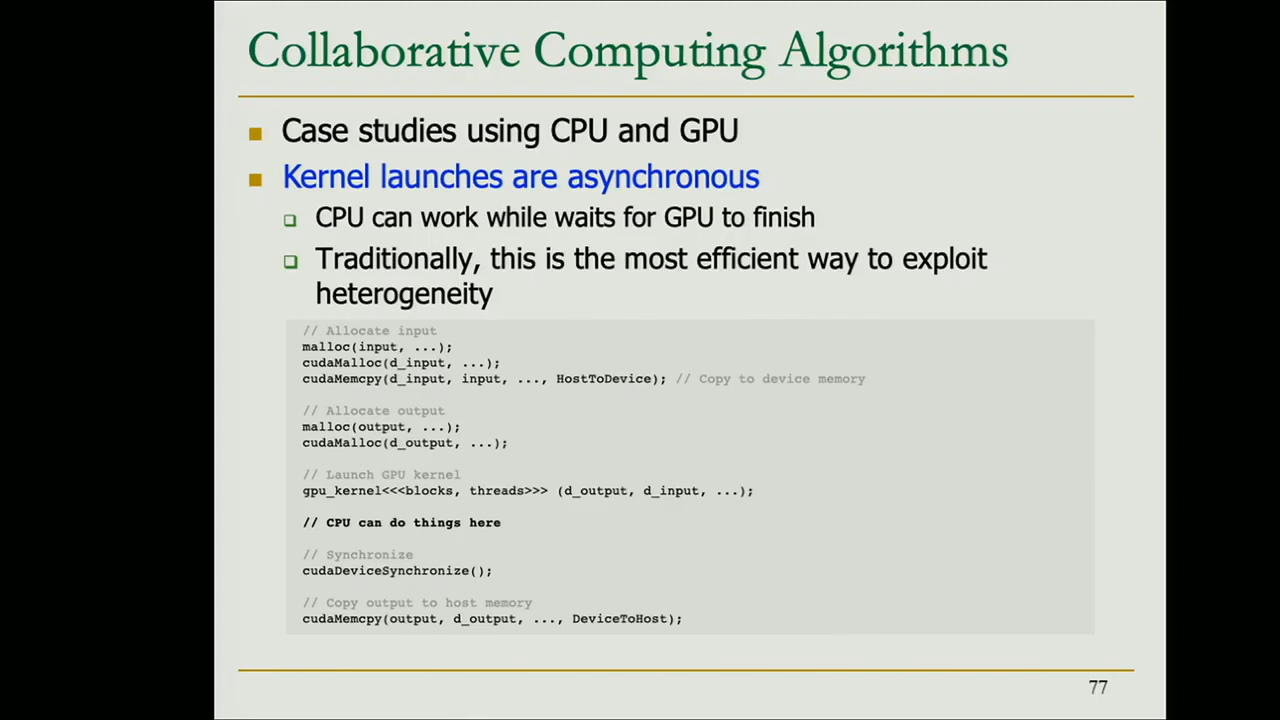 Collaborative Computing Algorithms
Case studies using CPU and GPU
Kernel launches are asynchronous
CPU can work while waits for GPU to finish
Traditionally, this is the most efficient way to exploit
heterogeneity
// Allocate input
malloc(input, ...);
cudaMalloc(d_input, ...);
cudaMemcpy(d_input, input, ..., HostToDevice); // Copy to device memory
// Allocate output
malloc(output, ...);
cudaMalloc(d_output, ...);
// Launch GPU kernel
gpu_kernel<<<blocks, threads>>> (d_output, d_input, ...);
// CPU can do things here
// Synchronize
cudaDeviceSynchronize();
// Copy output to host memory
cudaMemcpy(output, d_output, ..., DeviceToHost);
77